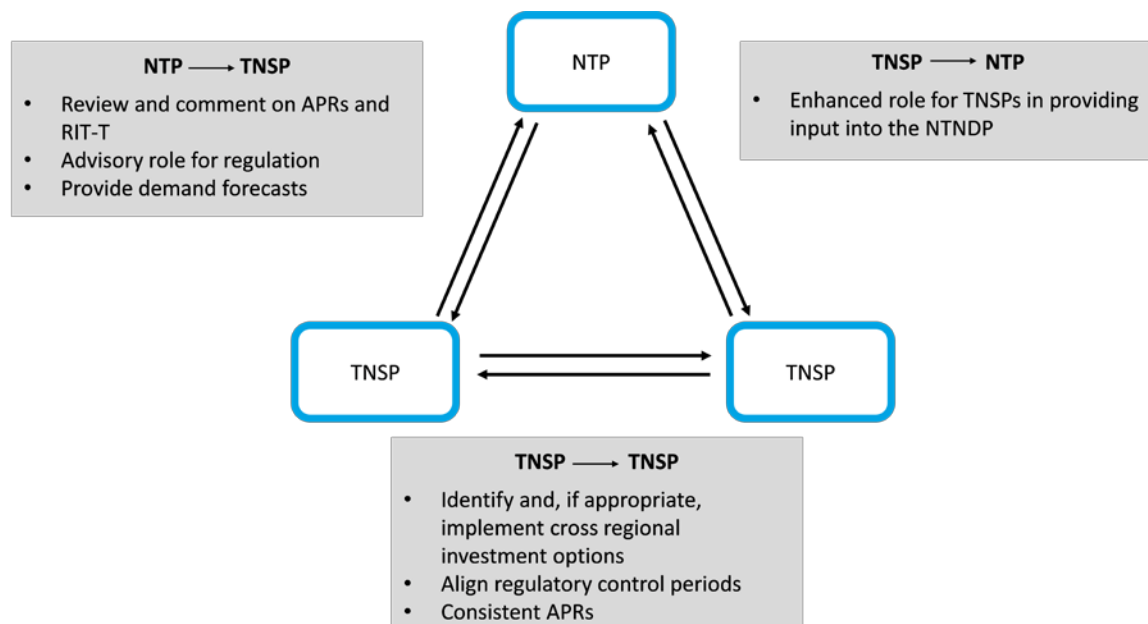 NTP
NTP → TNSP
• Review and comment on APRs and
RIT-T
• Advisory role for regulation
• Provide demand forecasts
TNSP → NTP
• Enhanced role for TNSPs in providing
input into the NTNDP
TNSP
TNSP
TNSP → TNSP
• Identify and, if appropriate,
implement cross regional
investment options
• Align regulatory control periods
• Consistent APRs